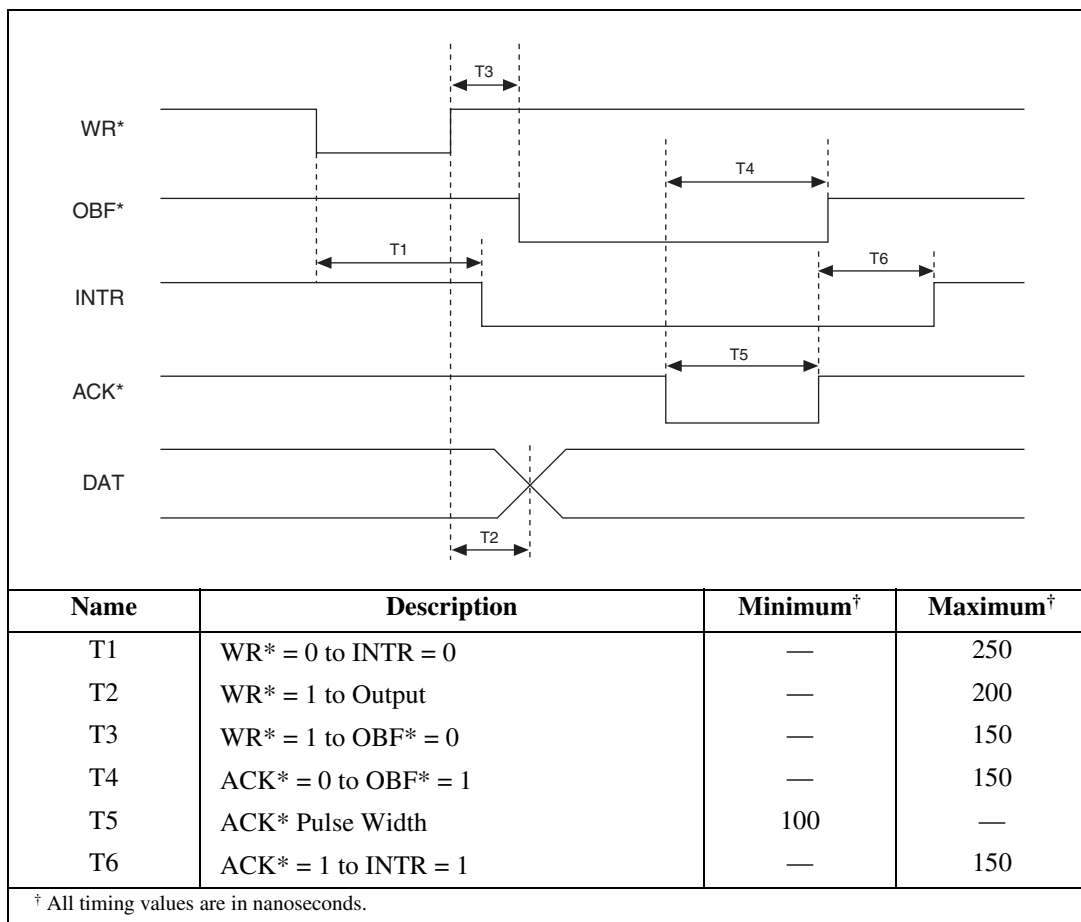 T3
WR*
T4
OBF*
T1
T6
INTR
T5
ACK*
DAT
T2
Name Description Minimum† Maximum†
T1 WR* = 0 to INTR = 0 — 250
T2 WR* = 1 to Output — 200
T3 WR* = 1 to OBF* = 0 — 150
T4 ACK* = 0 to OBF* = 1 — 150
T5 ACK* Pulse Width 100 —
T6 ACK* = 1 to INTR = 1 — 150
† All timing values are in nanoseconds.